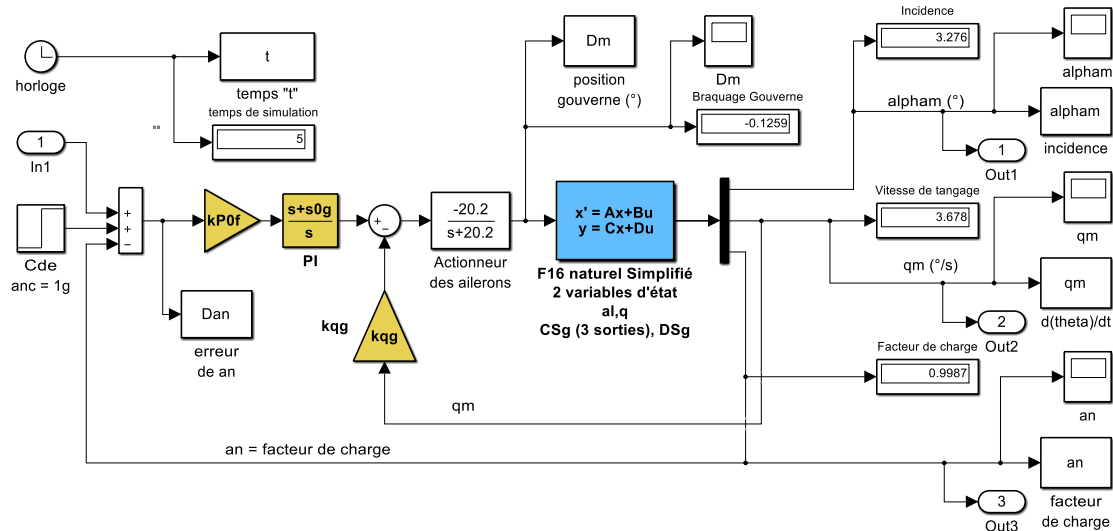 horloge
t
temps "t"
temps de simulation
5
1
In1
Cde
anc = 1g
+
+
−
kP0f
s+s0g
s
PI
+
−
-20.2
s+20.2
Actionneur
des ailerons
Dan
erreur
de an
kqg
kqg
Dm
position
gouverne (°)
Dm
Braquage Gouverne
-0.1259
x' = Ax+Bu
y = Cx+Du
F16 naturel Simplifié
2 variables d'état
al,q
CSg (3 sorties), DSg
Incidence
3.276
alpham
alpham (°)
alpham
incidence
1
Out1
Vitesse de tangage
3.678
qm
qm (°/s)
qm
d(theta)/dt
2
Out2
Facteur de charge
0.9987
an
qm
an = facteur de charge
an
facteur
de charge
3
Out3